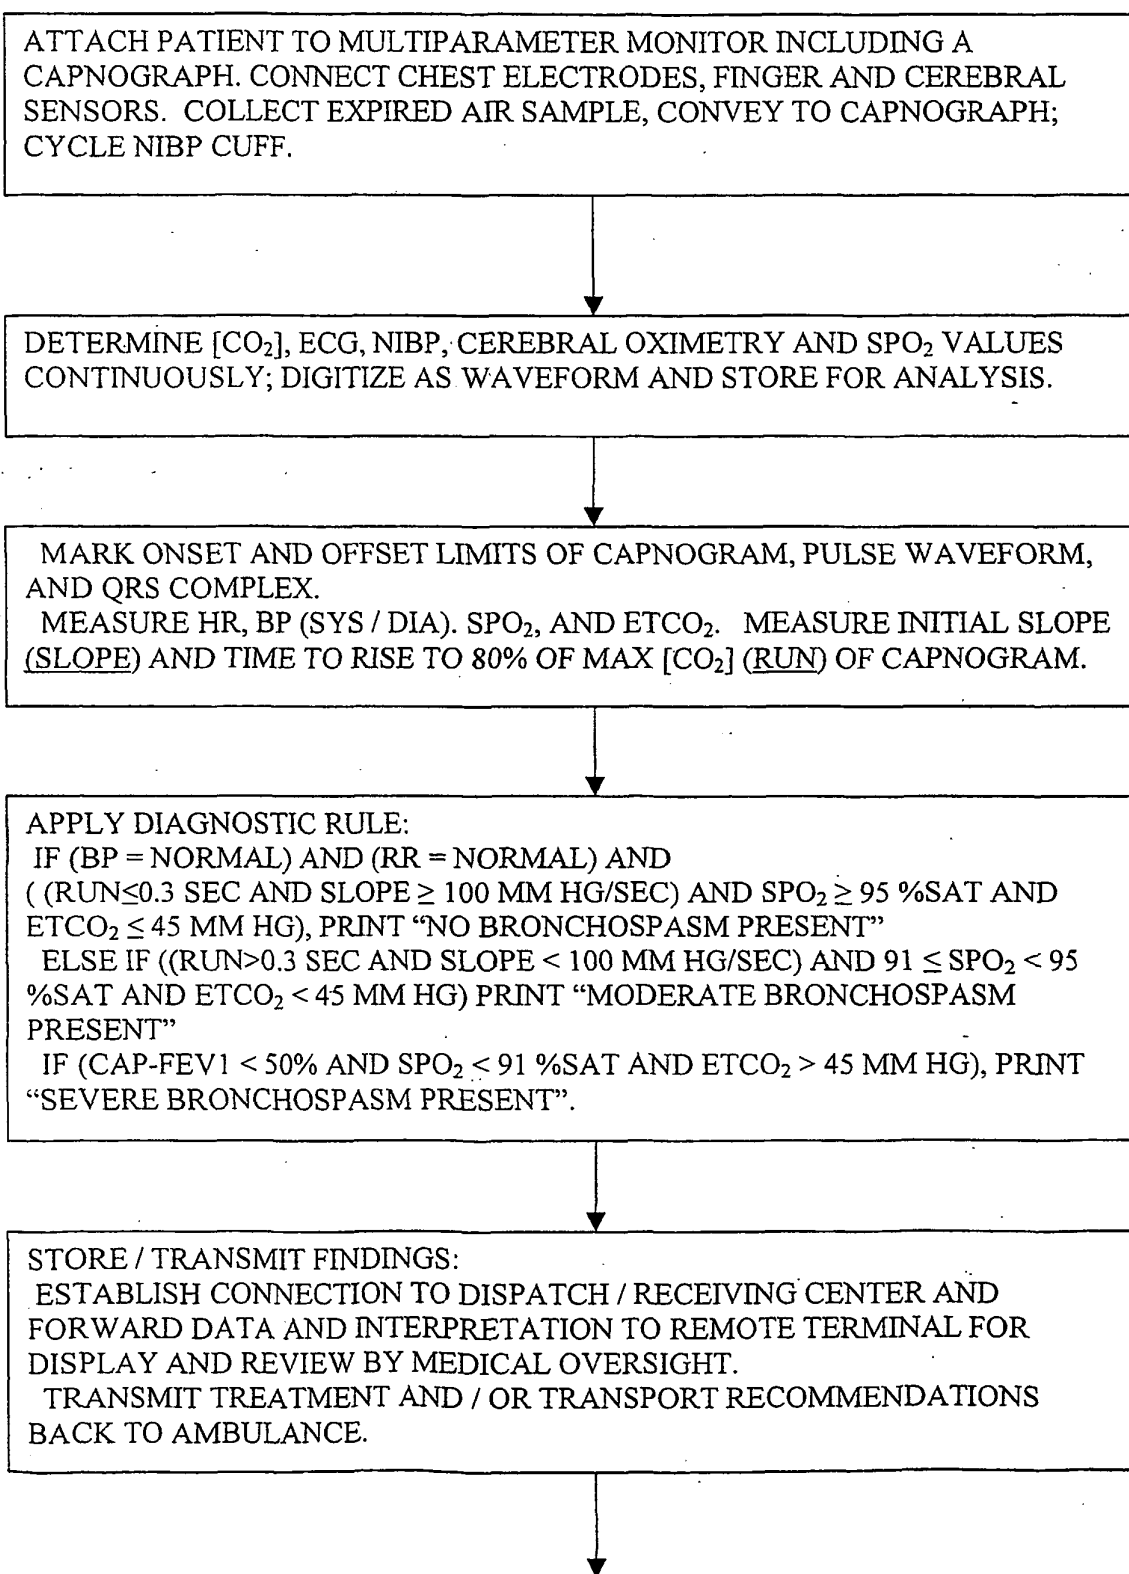 ATTACH PATIENT TO MULTIPARAMETER MONITOR INCLUDING A
CAPNOGRAPH. CONNECT CHEST ELECTRODES, FINGER AND CEREBRAL
SENSORS. COLLECT EXPIRED AIR SAMPLE, CONVEY TO CAPNOGRAPH;
CYCLE NIBP CUFF.
DETERMINE [CO₂], ECG, NIBP, CEREBRAL OXIMETRY AND SPO₂ VALUES
CONTINUOUSLY; DIGITIZE AS WAVEFORM AND STORE FOR ANALYSIS.
MARK ONSET AND OFFSET LIMITS OF CAPNOGRAM, PULSE WAVEFORM,
AND QRS COMPLEX.
MEASURE HR, BP (SYS / DIA). SPO₂, AND ETCO₂. MEASURE INITIAL SLOPE
(SLOPE) AND TIME TO RISE TO 80% OF MAX [CO₂] (RUN) OF CAPNOGRAM.
APPLY DIAGNOSTIC RULE:
IF (BP = NORMAL) AND (RR = NORMAL) AND
( (RUN≤0.3 SEC AND SLOPE ≥ 100 MM HG/SEC) AND SPO₂ ≥ 95 %SAT AND
ETCO₂ ≤ 45 MM HG), PRINT “NO BRONCHOSPASM PRESENT”
ELSE IF ((RUN>0.3 SEC AND SLOPE < 100 MM HG/SEC) AND 91 ≤ SPO₂ < 95
%SAT AND ETCO₂ < 45 MM HG) PRINT “MODERATE BRONCHOSPASM
PRESENT”
IF (CAP-FEV1 < 50% AND SPO₂ < 91 %SAT AND ETCO₂ > 45 MM HG), PRINT
“SEVERE BRONCHOSPASM PRESENT”.
STORE / TRANSMIT FINDINGS:
ESTABLISH CONNECTION TO DISPATCH / RECEIVING CENTER AND
FORWARD DATA AND INTERPRETATION TO REMOTE TERMINAL FOR
DISPLAY AND REVIEW BY MEDICAL OVERSIGHT.
TRANSMIT TREATMENT AND / OR TRANSPORT RECOMMENDATIONS
BACK TO AMBULANCE.